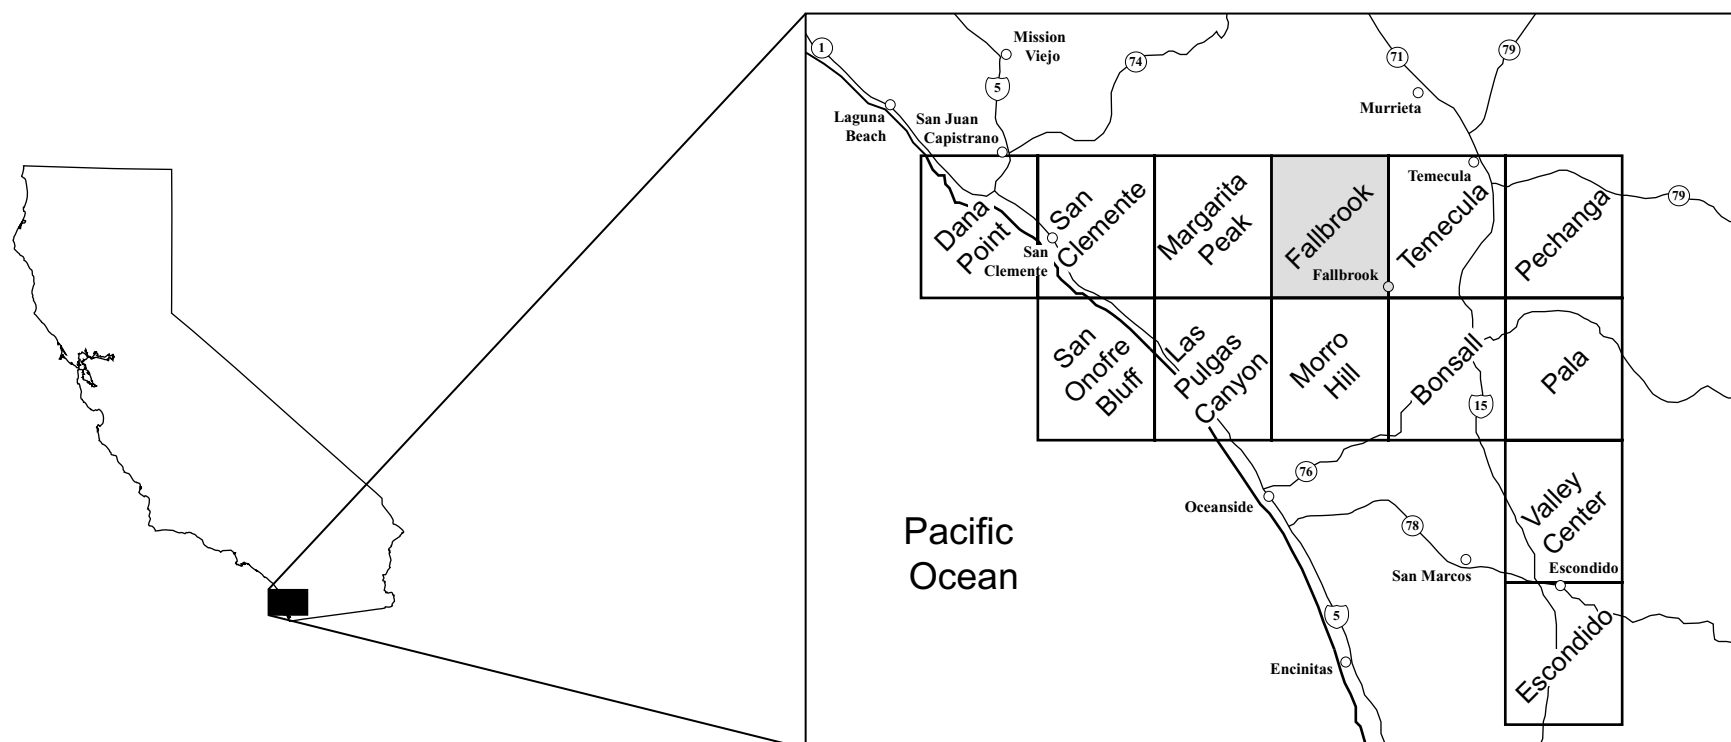 1
Mission
Viejo
74
71
79
5
Murrieta
Laguna
Beach
San Juan
Capistrano
Temecula
79
Dana
Point
San
Clemente
San
Clemente
Margarita
Peak
Fallbrook
Fallbrook
Temecula
Pechanga
San
Onofre
Bluff
Las
Pulgas
Canyon
Morro
Hill
Bonsall
15
Pala
76
Oceanside
Valley
Center
78
San Marcos
Escondido
Pacific
Ocean
5
Encinitas
Escondido